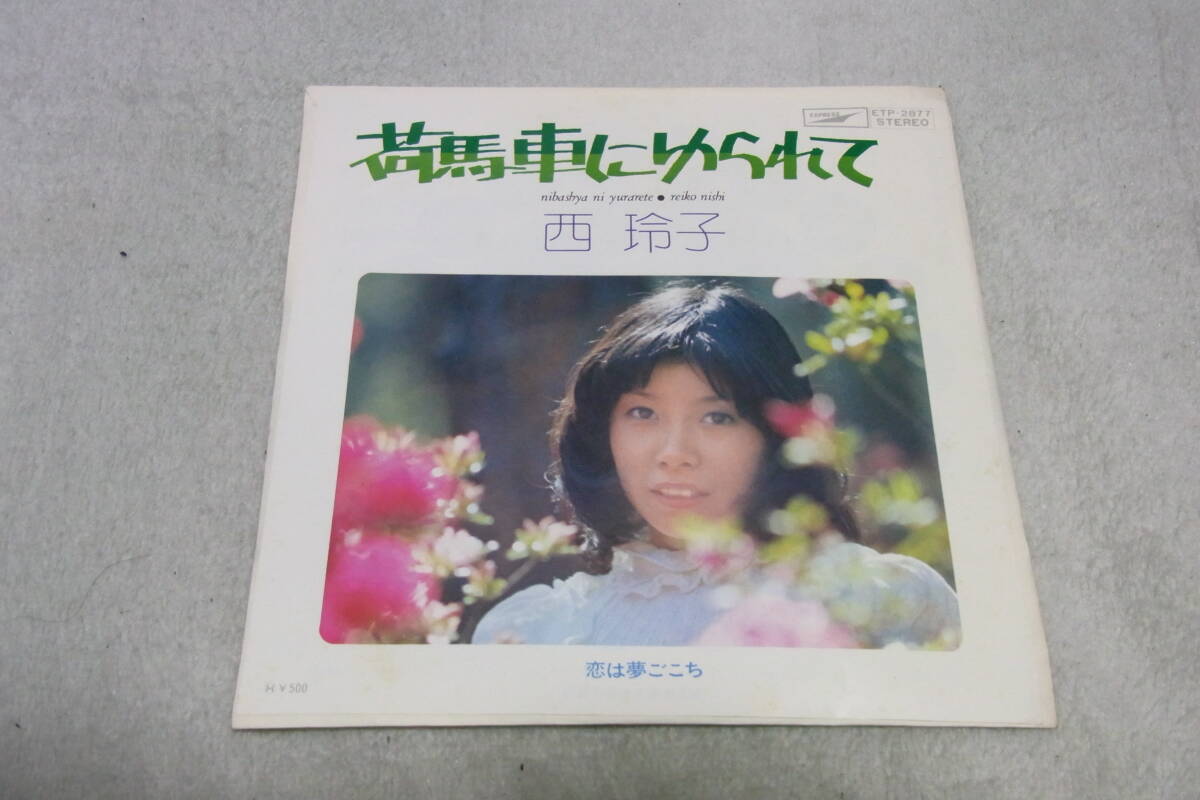 EXPRESS
ETP-2877
STEREO
荷馬車にゆられて
nibashya ni yurarete ● reiko nishi
西 玲子
恋は夢ごこち
H ¥500